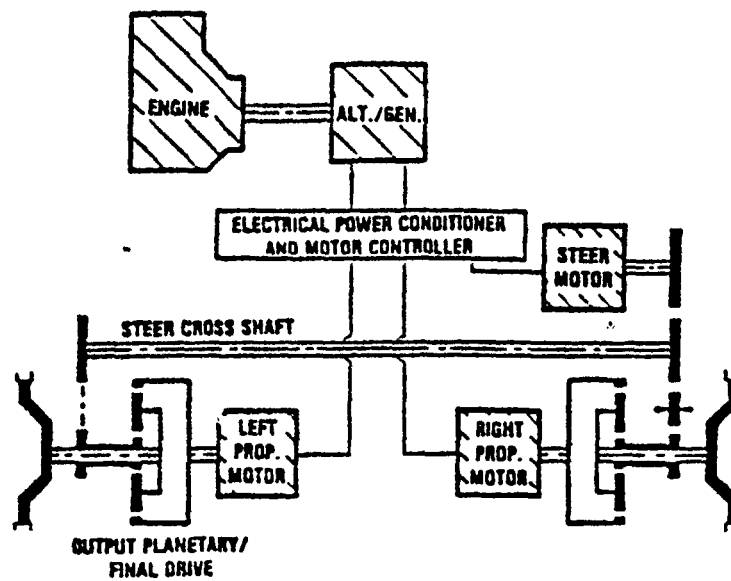 ENGINE
ALT./GEN.
ELECTRICAL POWER CONDITIONER
AND MOTOR CONTROLLER
STEER
MOTOR
STEER CROSS SHAFT
LEFT
PROP.
MOTOR
RIGHT
PROP.
MOTOR
OUTPUT PLANETARY/
FINAL DRIVE